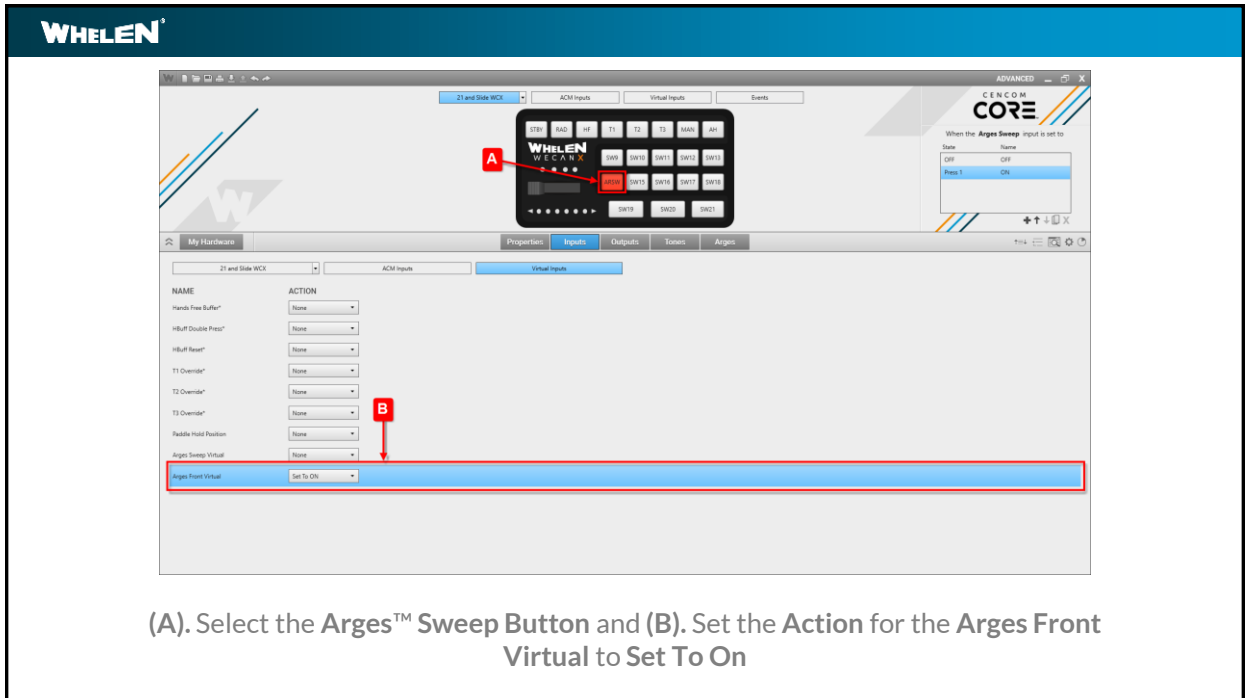 WHELEN®
ADVANCED
21 and Slide WCX
ACM Inputs
Virtual Inputs
Events
CENCOM
CORE
When the Arges Sweep input is set to
State Name
OFF OFF
Press 1 ON
STBY RAD HF T1 T2 T3 MAN AH
WHELEN
WECANX
SW9 SW10 SW11 SW12 SW13
A
ARSW SW15 SW16 SW17 SW18
SW19 SW20 SW21
My Hardware
Properties Inputs Outputs Tones Arges
21 and Slide WCX
ACM Inputs
Virtual Inputs
NAME ACTION
Hands Free Buffer* None
HBuff Double Press* None
HBuff Reset* None
T1 Override* None
T2 Override* None
T3 Override* None
B
Paddle Hold Position None
Arges Sweep Virtual None
Arges Front Virtual Set To ON
(A). Select the Arges™ Sweep Button and (B). Set the Action for the Arges Front
Virtual to Set To On